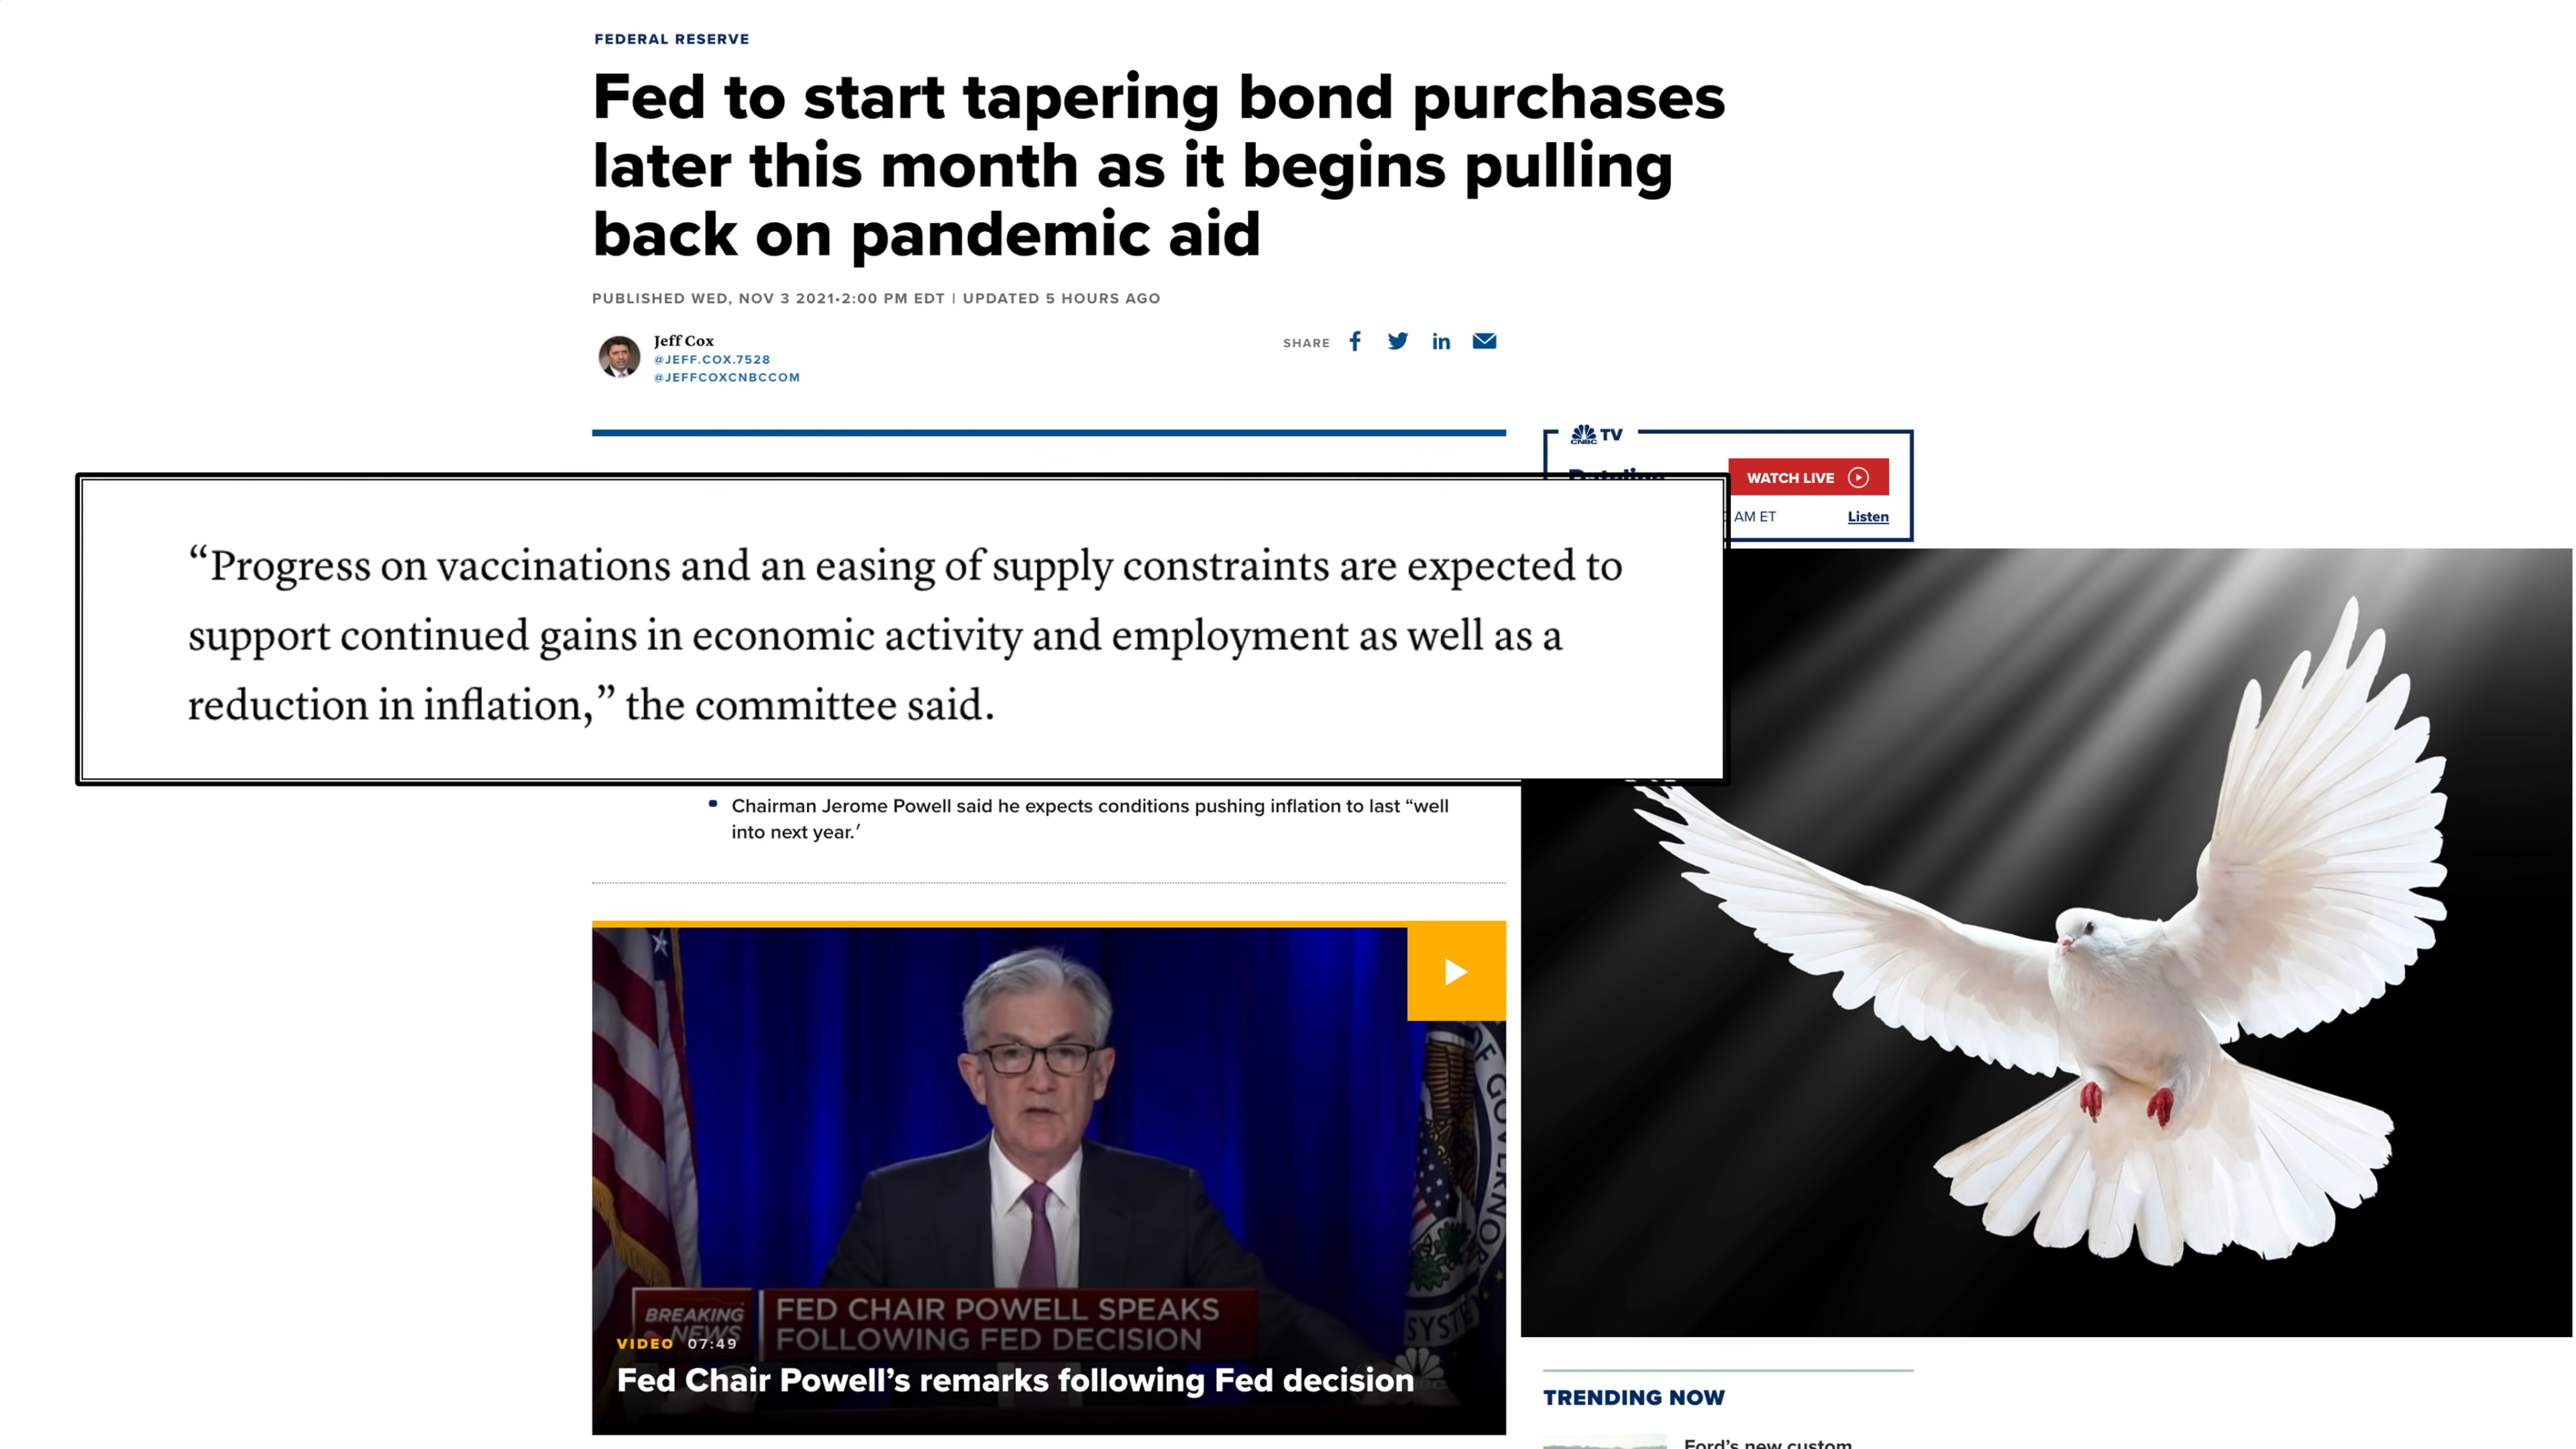 FEDERAL RESERVE
Fed to start tapering bond purchases
later this month as it begins pulling
back on pandemic aid
PUBLISHED WED, NOV 3 2021•2:00 PM EDT | UPDATED 5 HOURS AGO
Jeff Cox
@JEFF.COX.7528
@JEFFCOXCNBCCOM
SHARE
CNBC TV
WATCH LIVE
AM ET
Listen
“Progress on vaccinations and an easing of supply constraints are expected to
support continued gains in economic activity and employment as well as a
reduction in inflation,” the committee said.
• Chairman Jerome Powell said he expects conditions pushing inflation to last “well
into next year.’
OF GOVERNOR
SYSTE
BREAKING
NEWS
FED CHAIR POWELL SPEAKS
FOLLOWING FED DECISION
VIDEO 07:49
Fed Chair Powell’s remarks following Fed decision
TRENDING NOW
Ford’s new custom